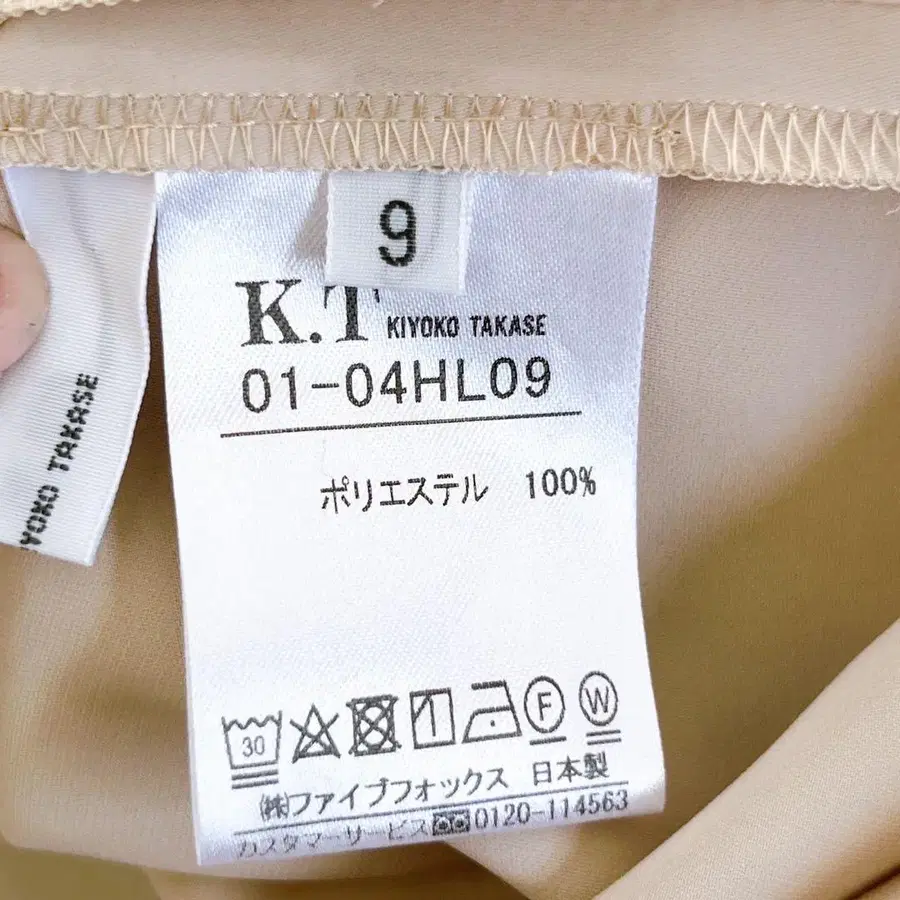 9
K.T KIYOKO TAKASE
01-04HL09
ポリエステル 100%
30
F
W
(株)ファイブフォックス 日本製
カスタマーサービス 0120-114563
YOKO TAKASE